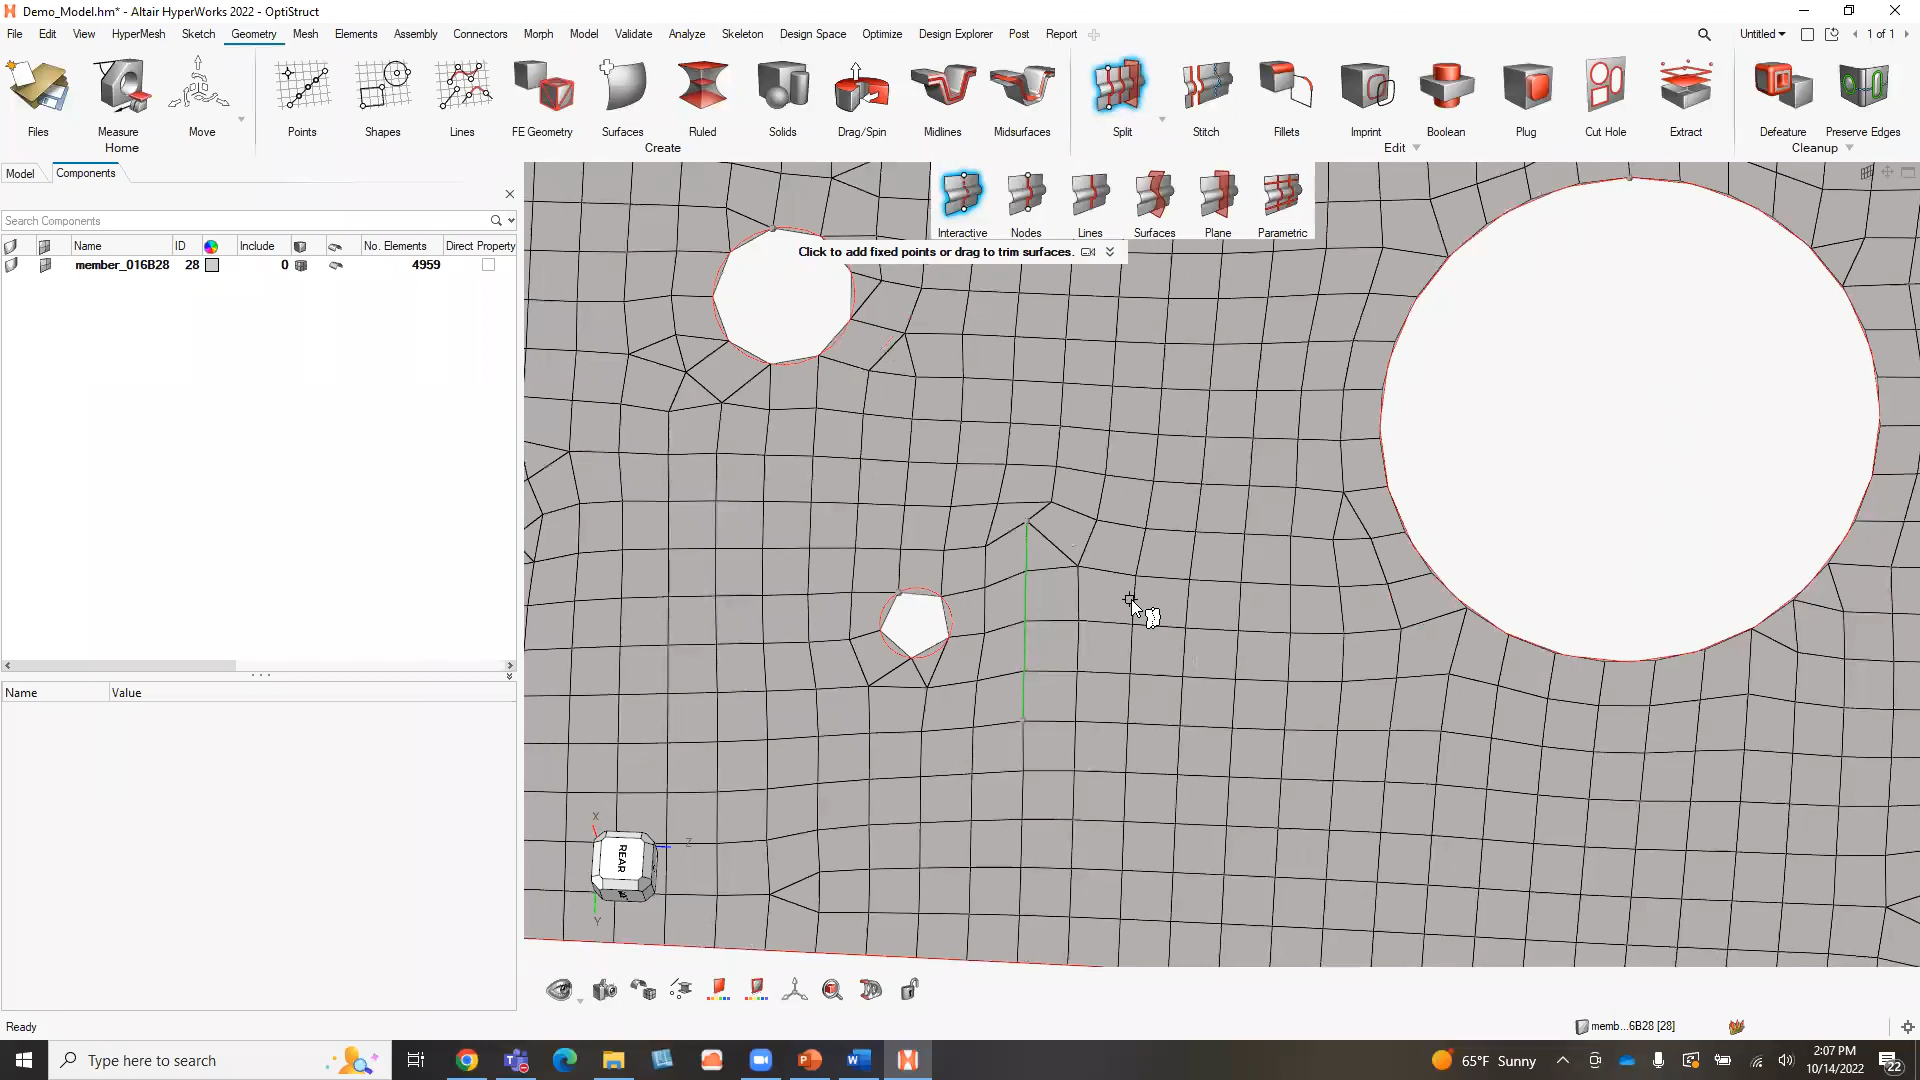 Demo_Model.hm* - Altair HyperWorks 2022 - OptiStruct
File Edit View HyperMesh Sketch Geometry Mesh Elements Assembly Connectors Morph Model Validate Analyze Skeleton Design Space Optimize Design Explorer Post Report Untitled 1 of 1
Files Measure Move Points Shapes Lines FE Geometry Surfaces Ruled Solids Drag/Spin Midlines Midsurfaces Split Stitch Fillets Imprint Boolean Plug Cut Hole Extract Defeature Preserve Edges
Home Create Edit Cleanup
Model Components
Search Components
Name ID Include No. Elements Direct Property
member_016B28 28 0 4959
Interactive Nodes Lines Surfaces Plane Parametric
Click to add fixed points or drag to trim surfaces.
Name Value
X
Z
REAR
Y
Ready
memb...6B28 [28]
Type here to search
65°F Sunny
2:07 PM
10/14/2022
22